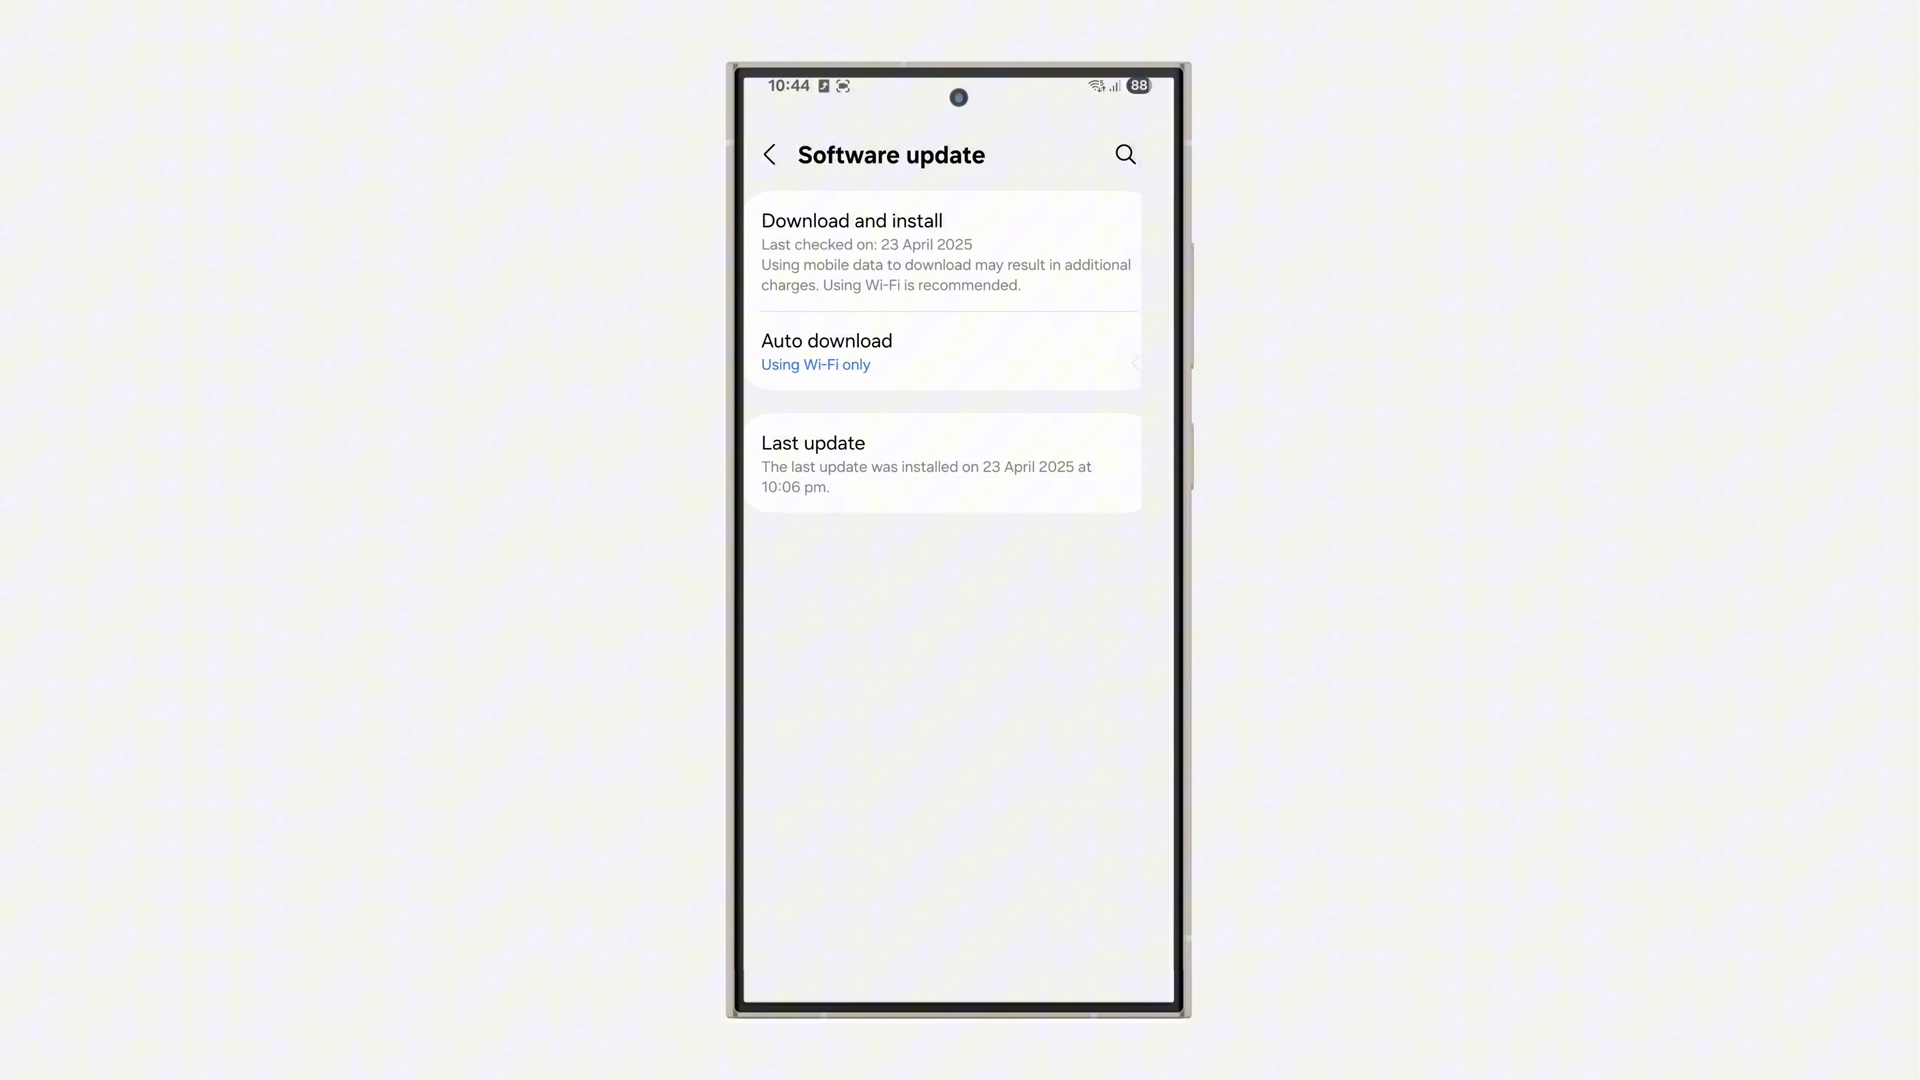 10:44
88
Software update
Download and install
Last checked on: 23 April 2025
Using mobile data to download may result in additional
charges. Using Wi-Fi is recommended.
Auto download
Using Wi-Fi only
Last update
The last update was installed on 23 April 2025 at
10:06 pm.